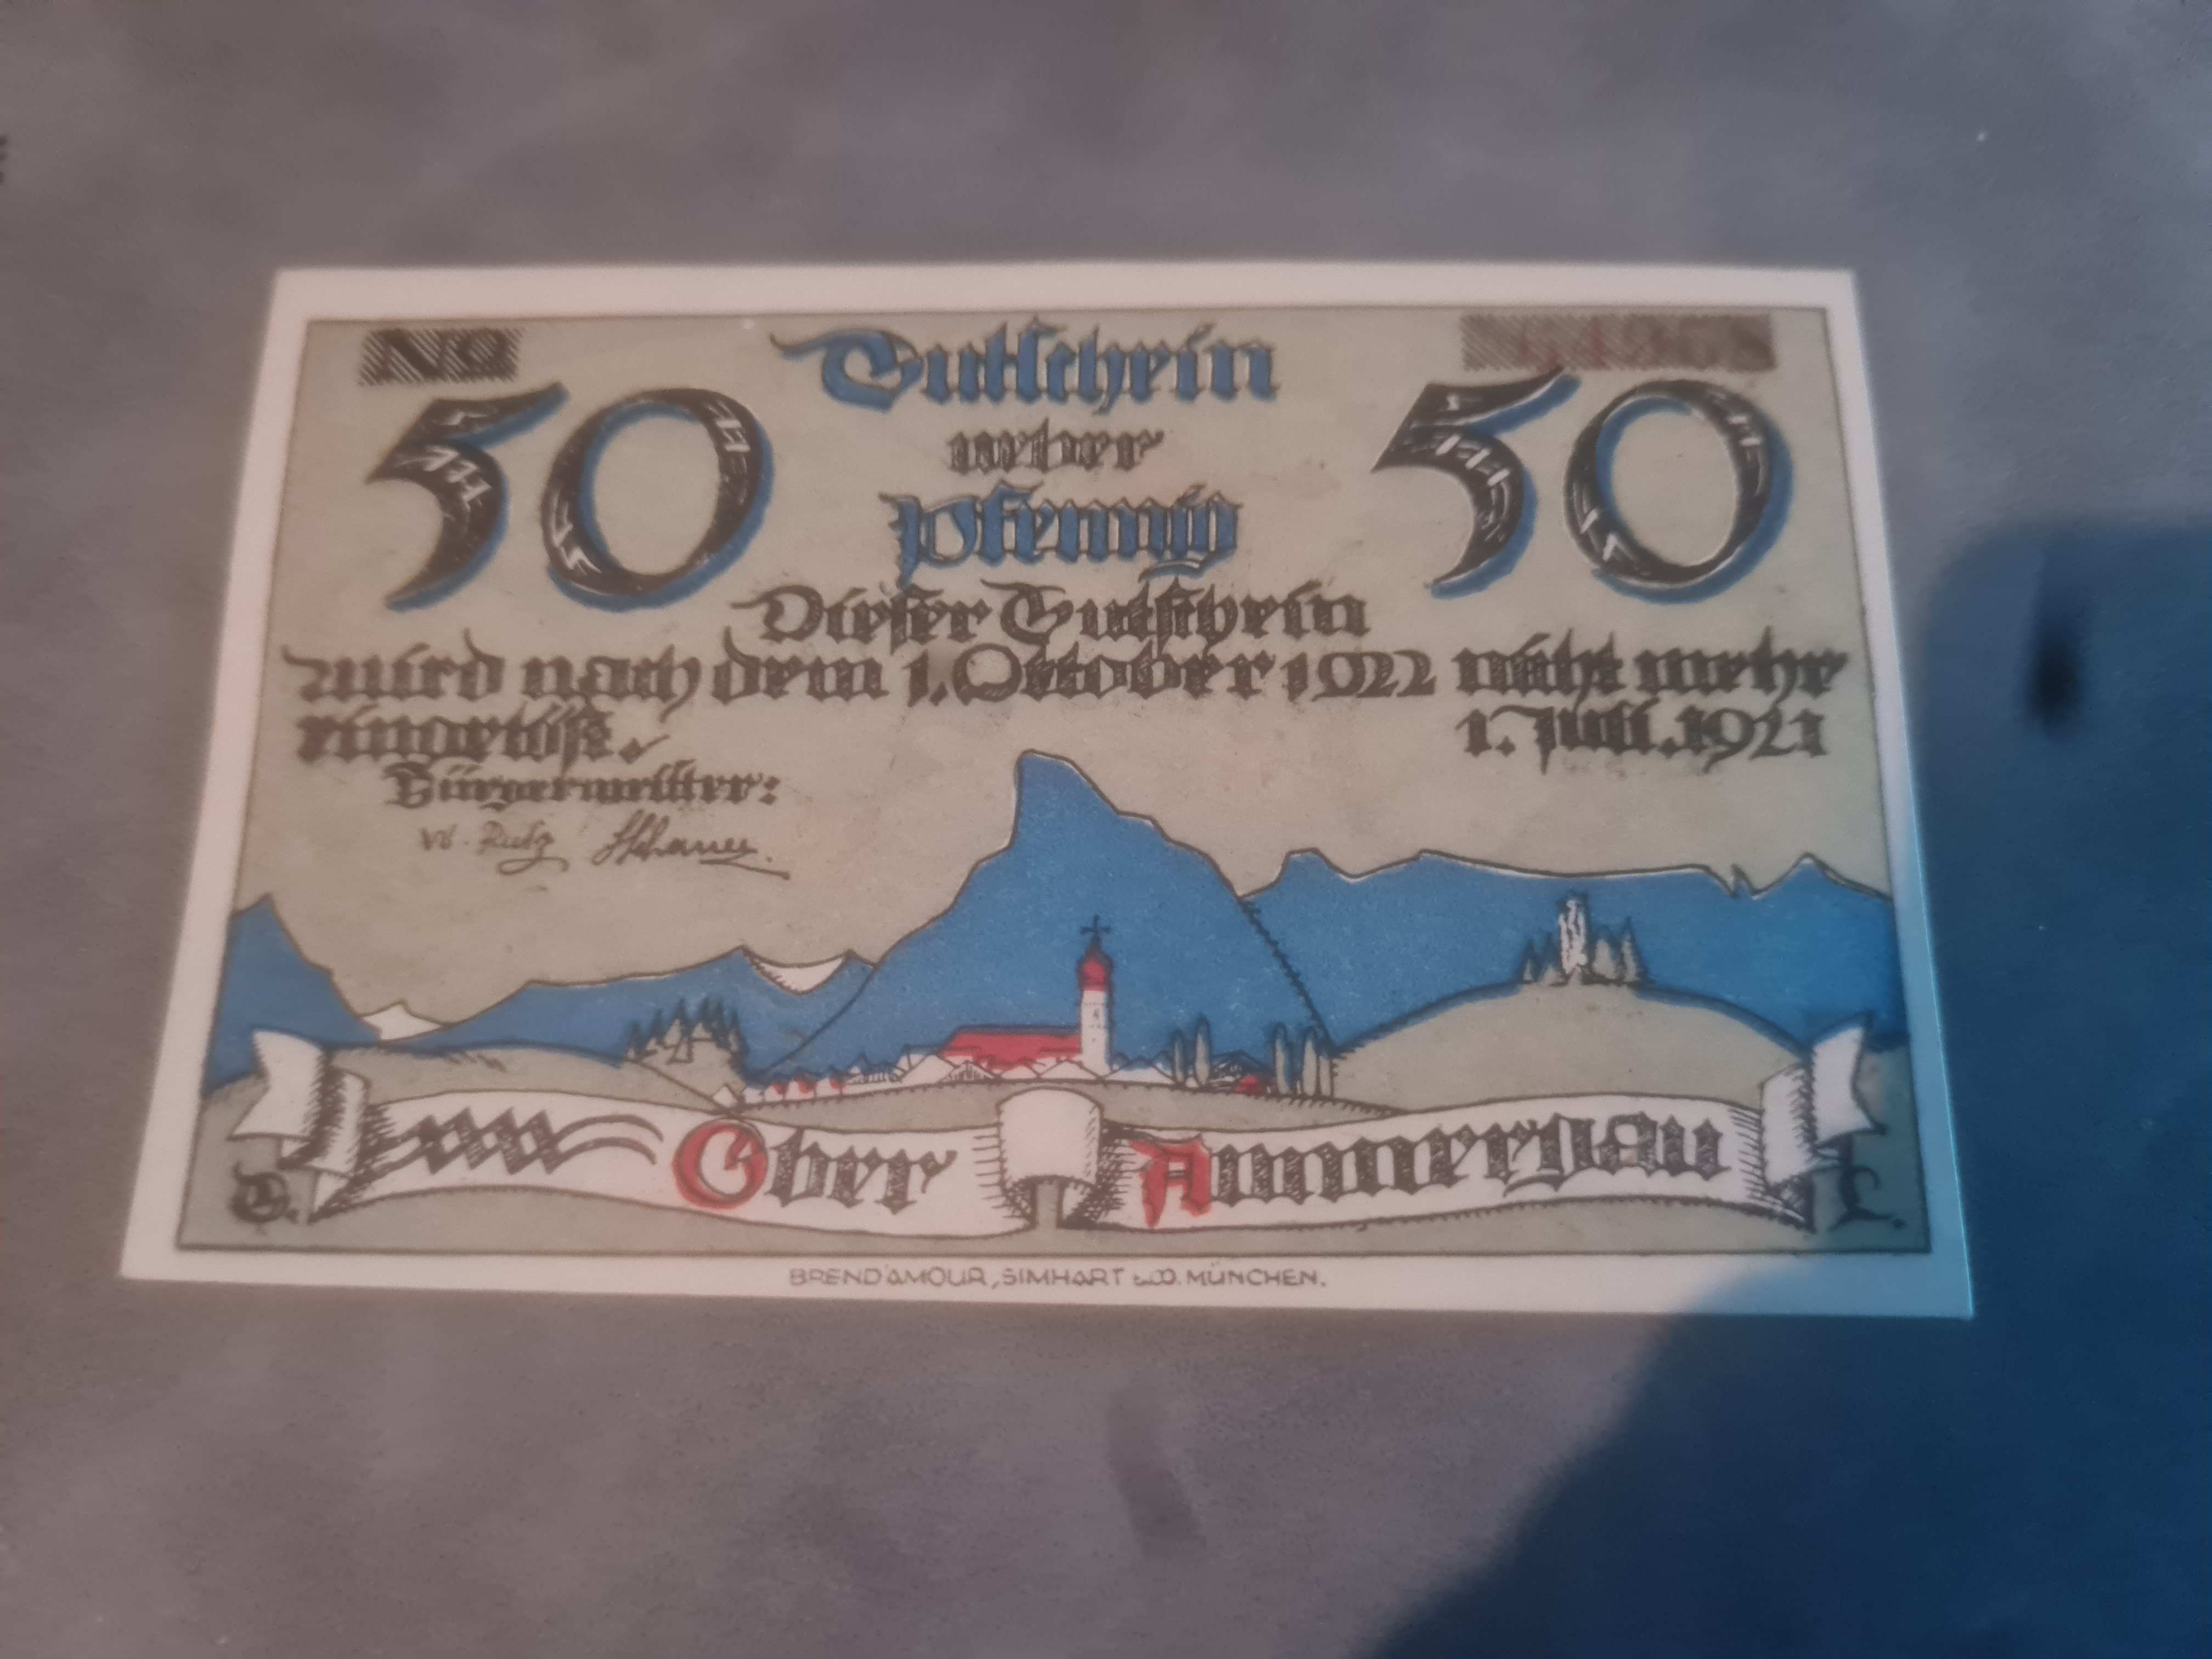 No
Gutschein
ueber
50 Pfennig 50
Dieser Gutschein
wird nach dem 1. Oktober 1922 nicht mehr
eingelöst. 1. Juli. 1921
Bürgermeister:
Ober Ammergau
BREND'AMOUR, SIMHART & CO. MÜNCHEN.